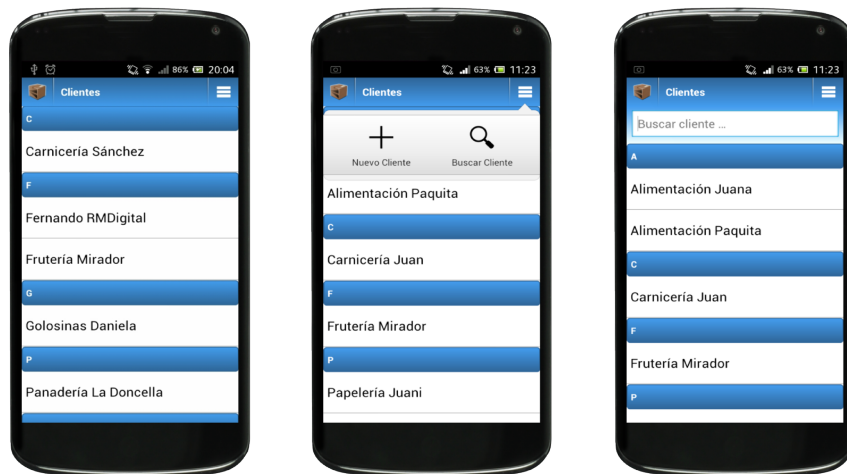 86% 20:04
Clientes
C
Carnicería Sánchez
F
Fernando RMDigital
Frutería Mirador
G
Golosinas Daniela
P
Panadería La Doncella
63% 11:23
Clientes
Nuevo Cliente Buscar Cliente
Alimentación Paquita
C
Carnicería Juan
F
Frutería Mirador
P
Papelería Juani
63% 11:23
Clientes
Buscar cliente ...
A
Alimentación Juana
Alimentación Paquita
C
Carnicería Juan
F
Frutería Mirador
P